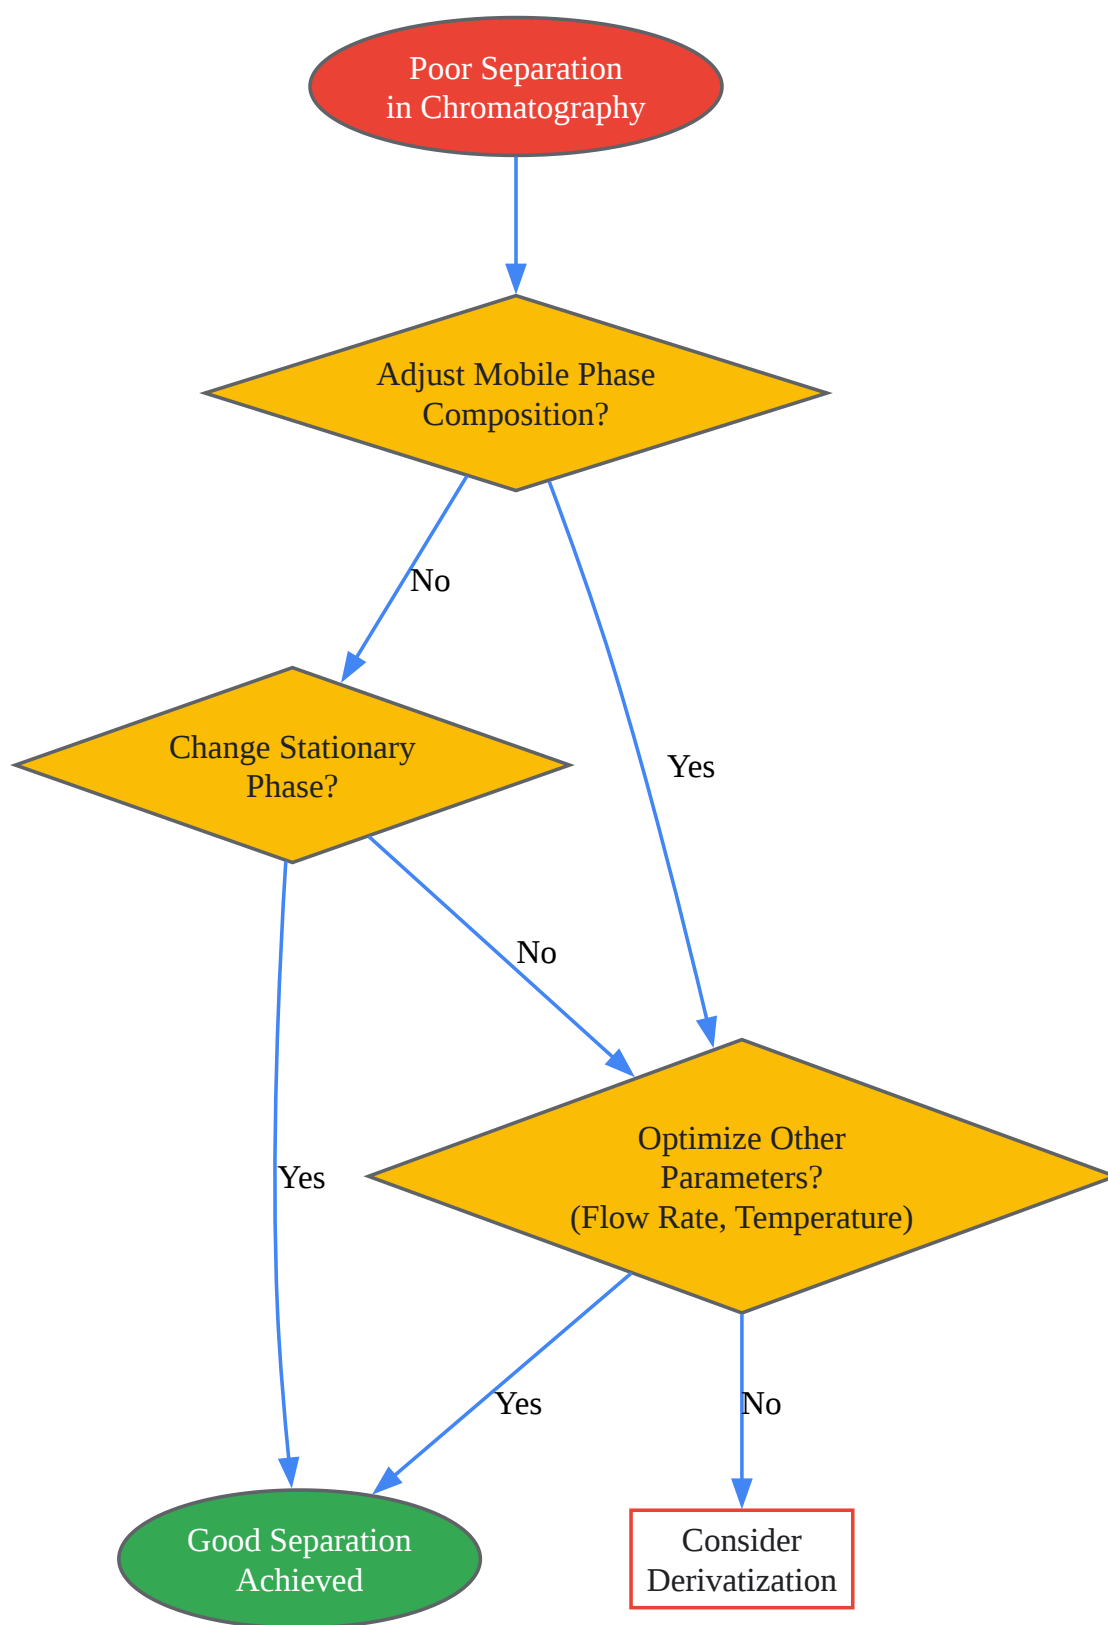 Poor Separation
in Chromatography
Adjust Mobile Phase
Composition?
No
Yes
Change Stationary
Phase?
No
Yes
Optimize Other
Parameters?
(Flow Rate, Temperature)
Yes
No
Good Separation
Achieved
Consider
Derivatization